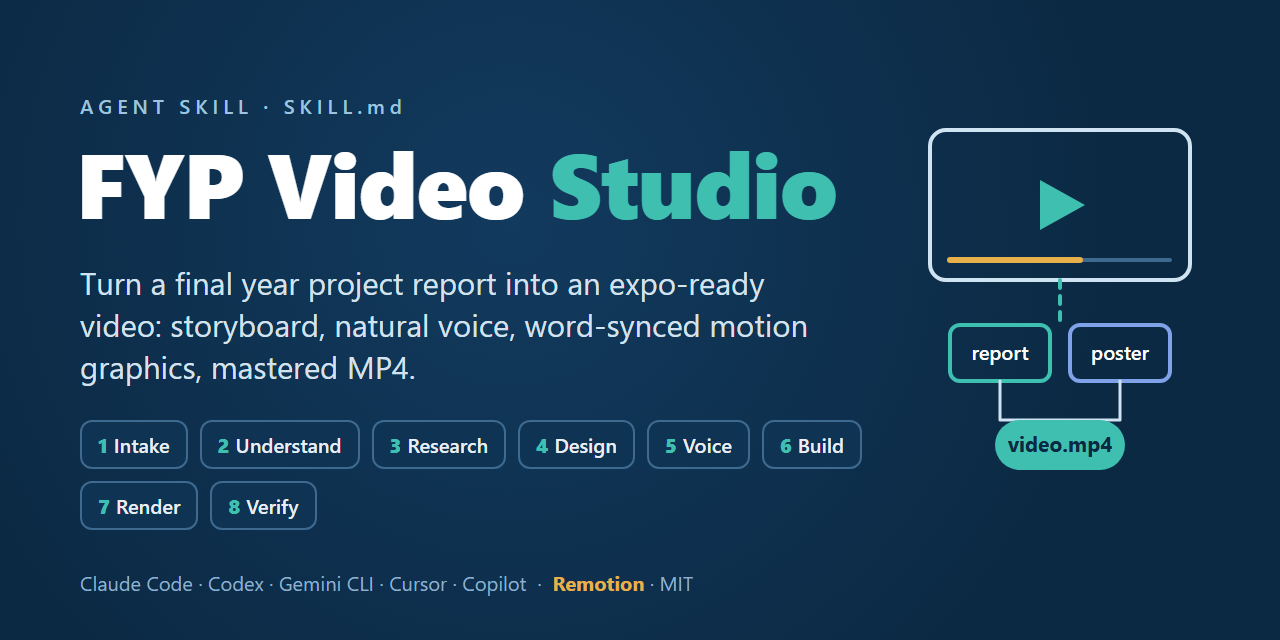 AGENT SKILL · SKILL.md
FYP Video Studio
Turn a final year project report into an expo-ready
video: storyboard, natural voice, word-synced motion
graphics, mastered MP4.
1 Intake
2 Understand
3 Research
4 Design
5 Voice
6 Build
7 Render
8 Verify
Claude Code · Codex · Gemini CLI · Cursor · Copilot · Remotion · MIT
report
poster
video.mp4